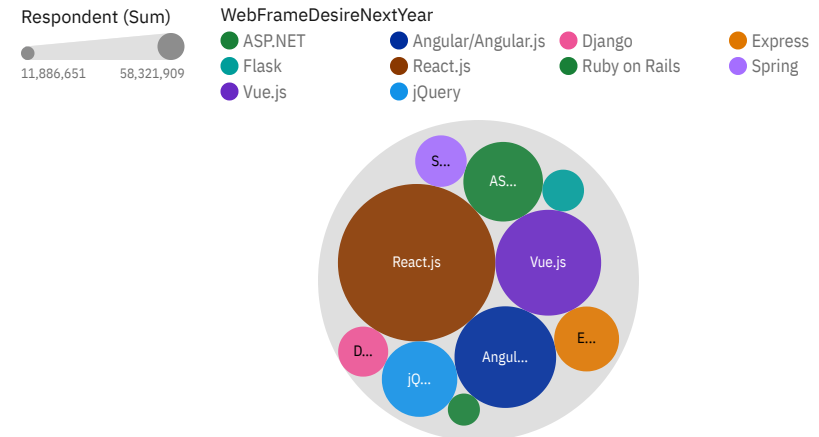 Respondent (Sum)
11,886,651 58,321,909
WebFrameDesireNextYear
ASP.NET Angular/Angular.js Django Express
Flask React.js Ruby on Rails Spring
Vue.js jQuery
S...
AS...
React.js
Vue.js
E...
D...
Angul...
jQ...